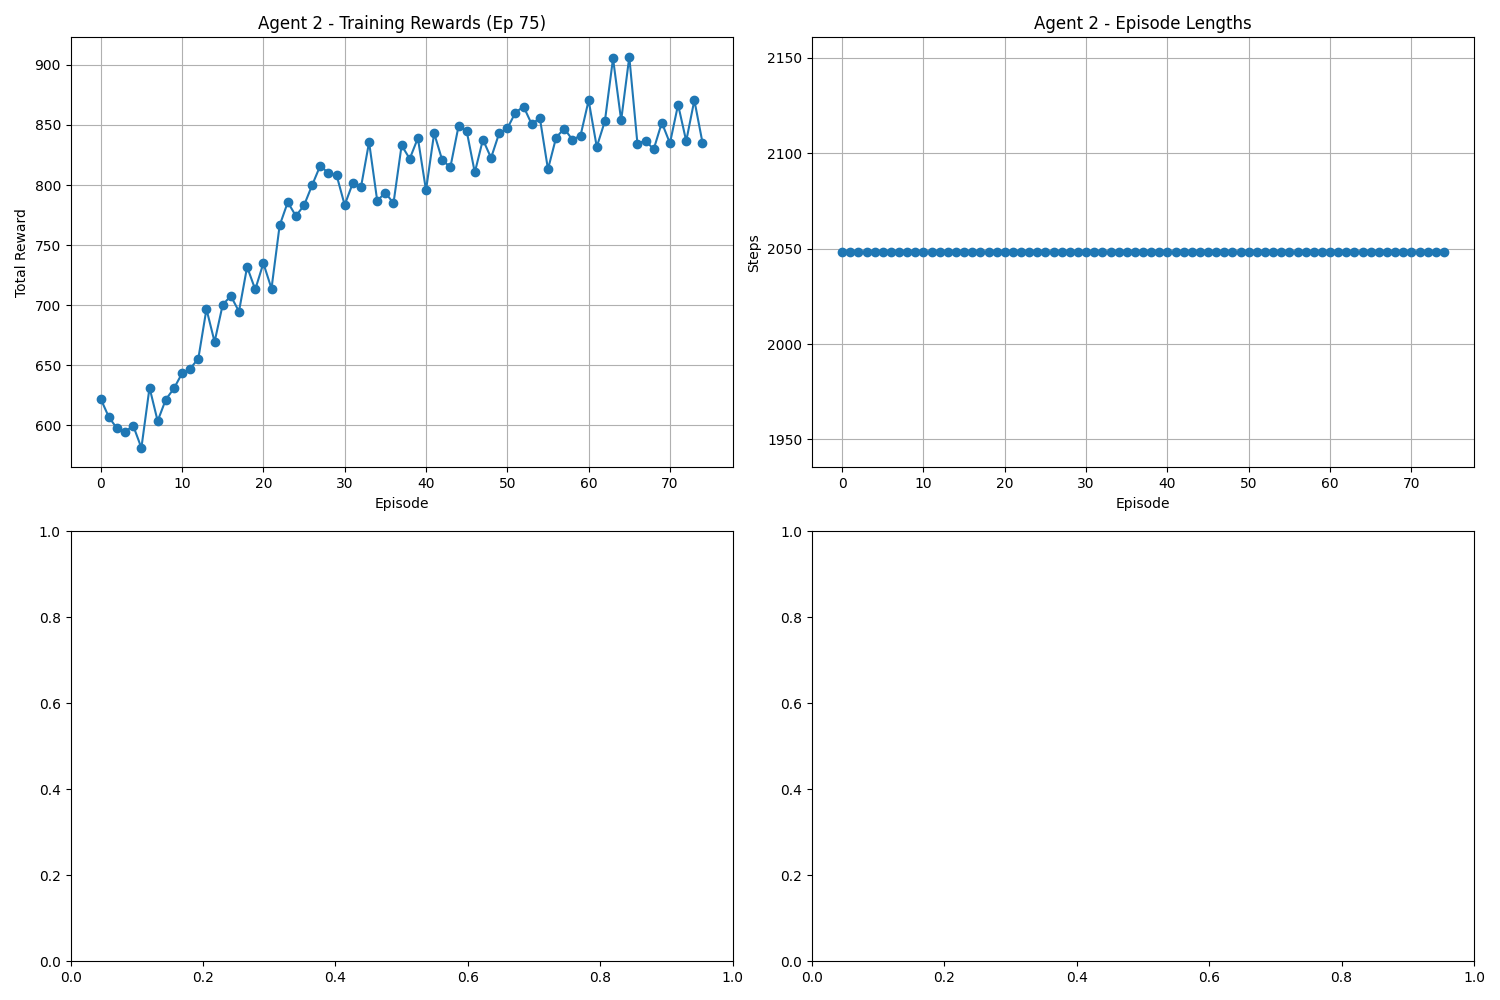 Agent 2 - Training Rewards (Ep 75)
Total Reward
900
850
800
750
700
650
600
0 10 20 30 40 50 60 70
Episode
Agent 2 - Episode Lengths
Steps
2150
2100
2050
2000
1950
0 10 20 30 40 50 60 70
Episode
1.0
0.8
0.6
0.4
0.2
0.0
0.0 0.2 0.4 0.6 0.8 1.0
1.0
0.8
0.6
0.4
0.2
0.0
0.0 0.2 0.4 0.6 0.8 1.0